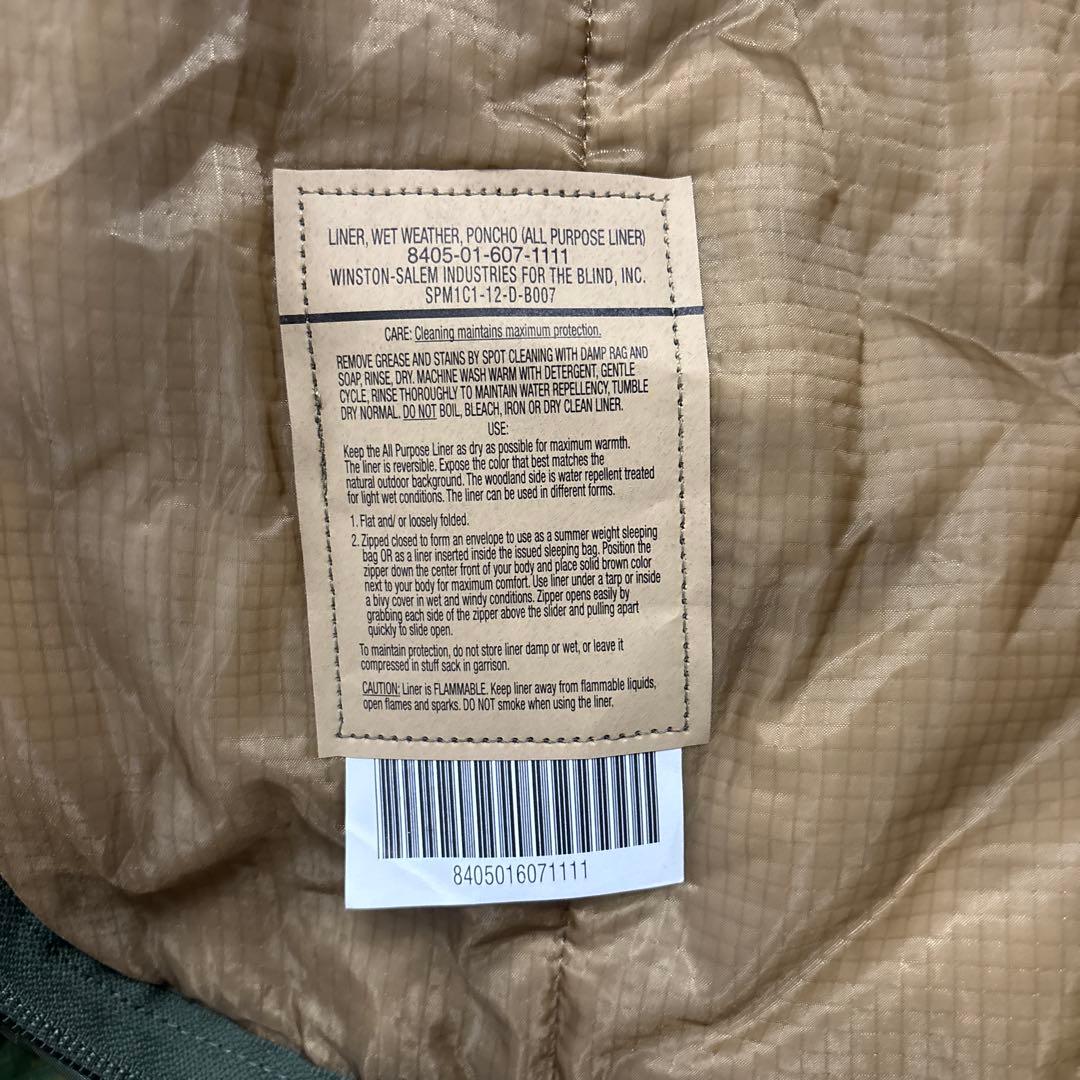 LINER, WET WEATHER, PONCHO (ALL PURPOSE LINER)
8405-01-607-1111
WINSTON-SALEM INDUSTRIES FOR THE BLIND, INC.
SPM1C1-12-D-B007
CARE: Cleaning maintains maximum protection.
REMOVE GREASE AND STAINS BY SPOT CLEANING WITH DAMP RAG AND
SOAP, RINSE, DRY. MACHINE WASH WARM WITH DETERGENT, GENTLE
CYCLE, RINSE THOROUGHLY TO MAINTAIN WATER REPELLENCY, TUMBLE
DRY NORMAL. DO NOT BOIL, BLEACH, IRON OR DRY CLEAN LINER.
USE:
Keep the All Purpose Liner as dry as possible for maximum warmth.
The liner is reversible. Expose the color that best matches the
natural outdoor background. The woodland side is water repellent treated
for light wet conditions. The liner can be used in different forms.
1. Flat and/ or loosely folded.
2. Zipped closed to form an envelope to use as a summer weight sleeping
bag OR as a liner inserted inside the issued sleeping bag. Position the
zipper down the center front of your body and place solid brown color
next to your body for maximum comfort. Use liner under a tarp or inside
a bivy cover in wet and windy conditions. Zipper opens easily by
grabbing each side of the zipper above the slider and pulling apart
quickly to slide open.
To maintain protection, do not store liner damp or wet, or leave it
compressed in stuff sack in garrison.
CAUTION: Liner is FLAMMABLE. Keep liner away from flammable liquids,
open flames and sparks. DO NOT smoke when using the liner.
8405016071111